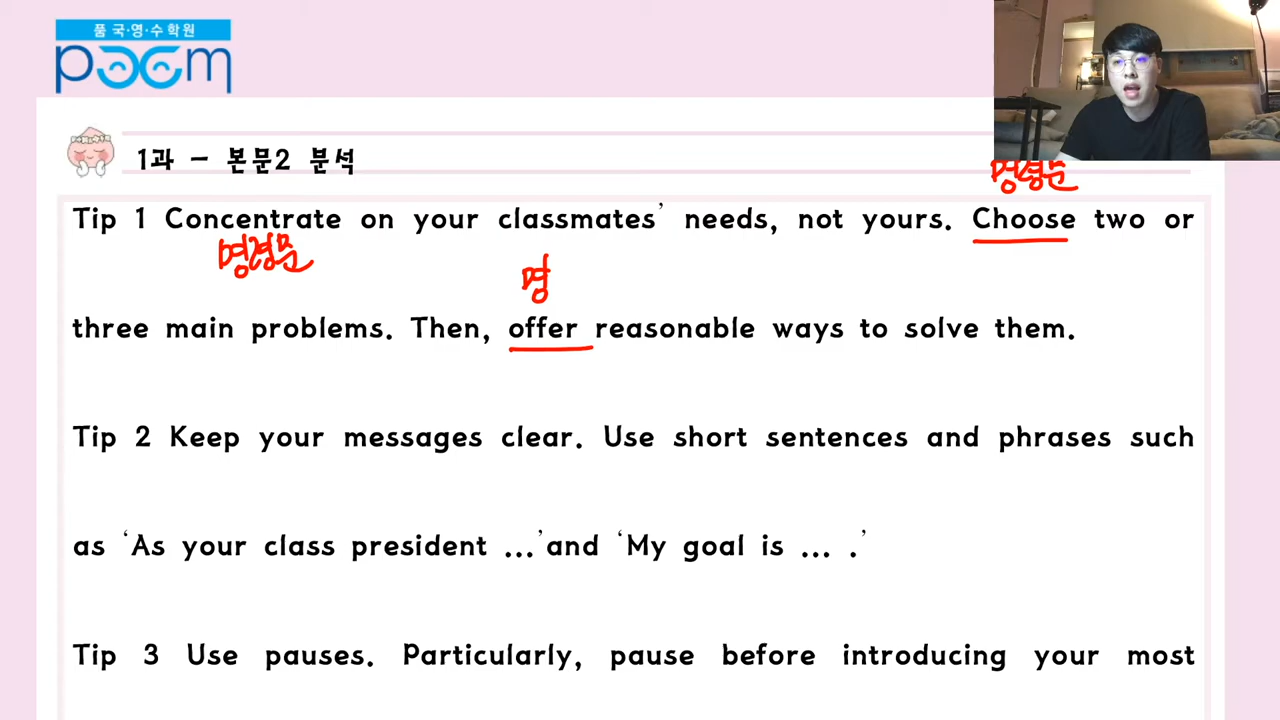 품 국·영·수 학원
poem
1과 - 본문2 분석
명령문
Tip 1 Concentrate on your classmates' needs, not yours. Choose two or
명령문
명
three main problems. Then, offer reasonable ways to solve them.
Tip 2 Keep your messages clear. Use short sentences and phrases such
as 'As your class president ...'and 'My goal is ... .'
Tip 3 Use pauses. Particularly, pause before introducing your most